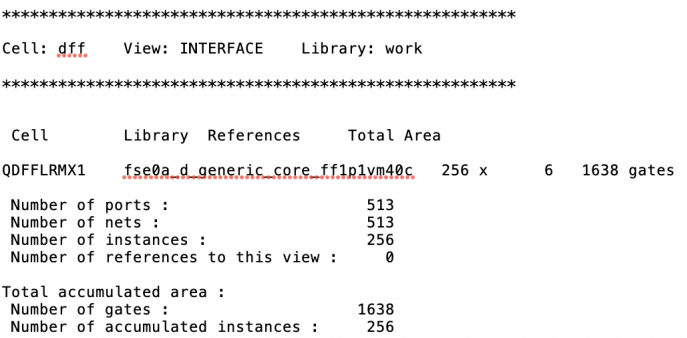 *******************************************************
Cell: dff    View: INTERFACE    Library: work
*******************************************************
 Cell        Library  References     Total Area
QDFFLRMX1    fse0a_d_generic_core_ff1p1vm40c   256 x      6   1638 gates
 Number of ports :                     513
 Number of nets :                      513
 Number of instances :                 256
 Number of references to this view :     0
Total accumulated area :
 Number of gates :                    1638
 Number of accumulated instances :     256